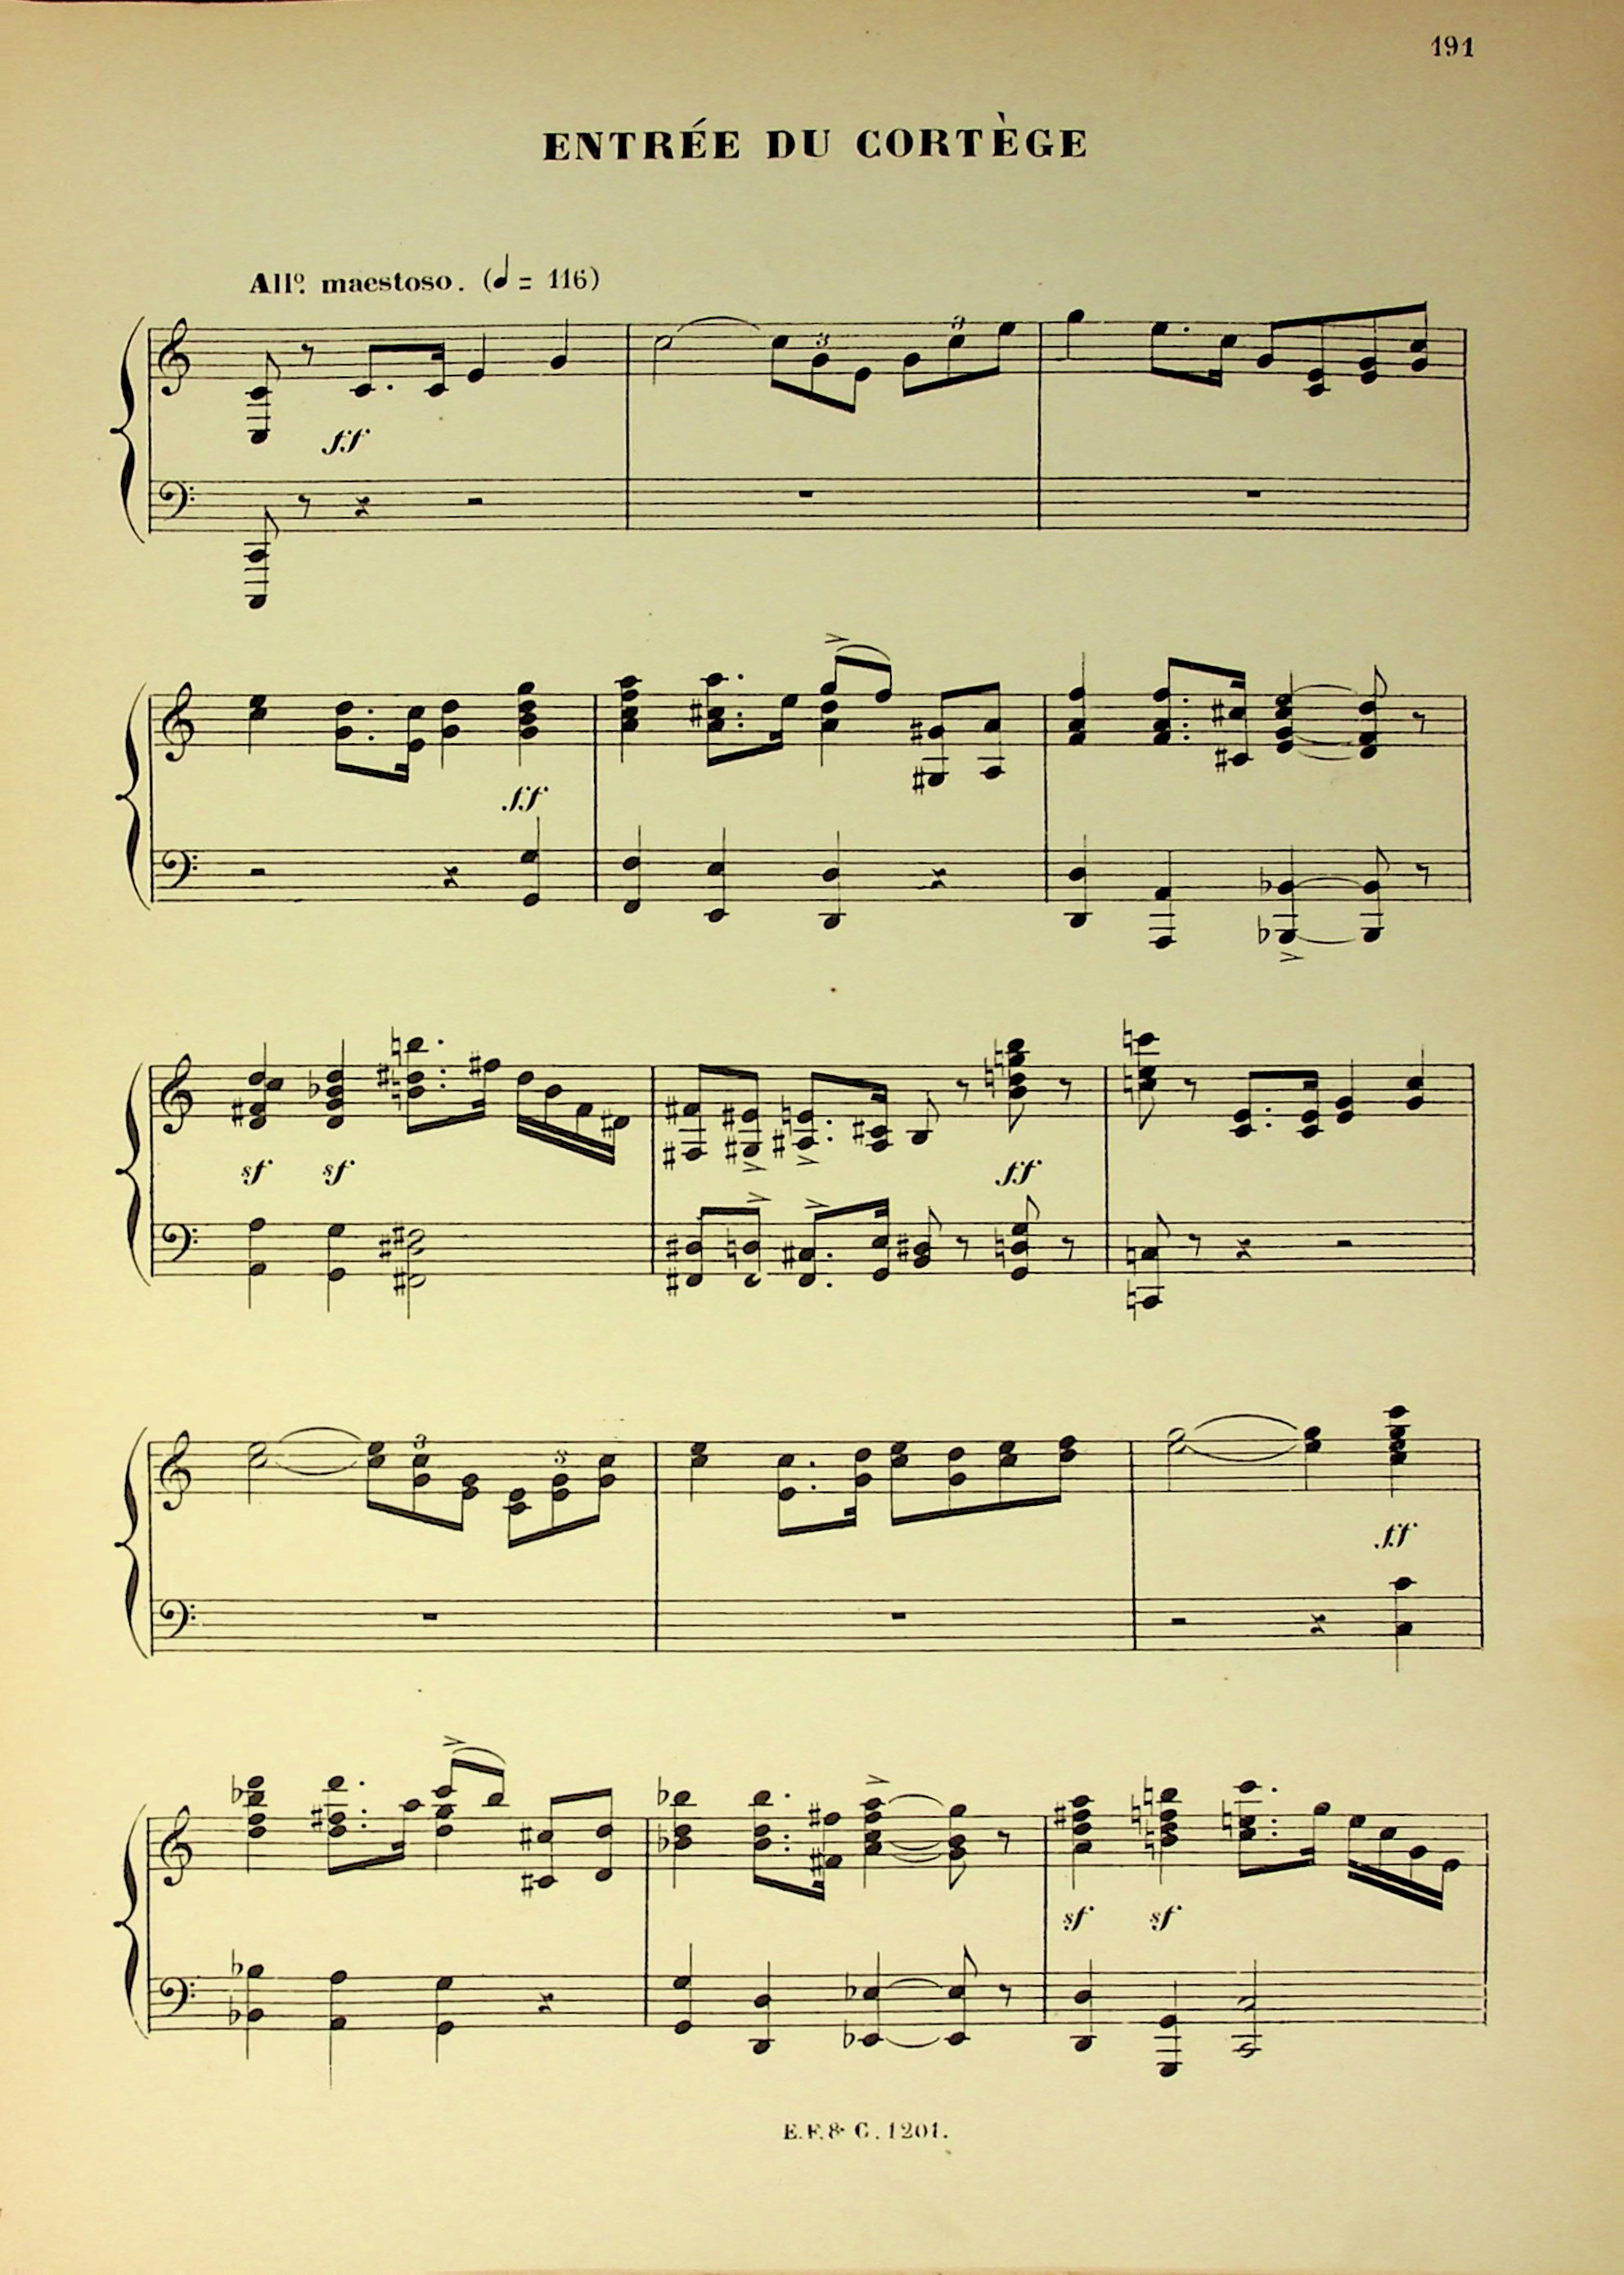 191
ENTRÉE DU CORTÈGE
Allº. maestoso. (♩ = 116)
ff
3 3
ff
sf sf
ff
3 3
ff
sf sf
E.F. & C. 1201.